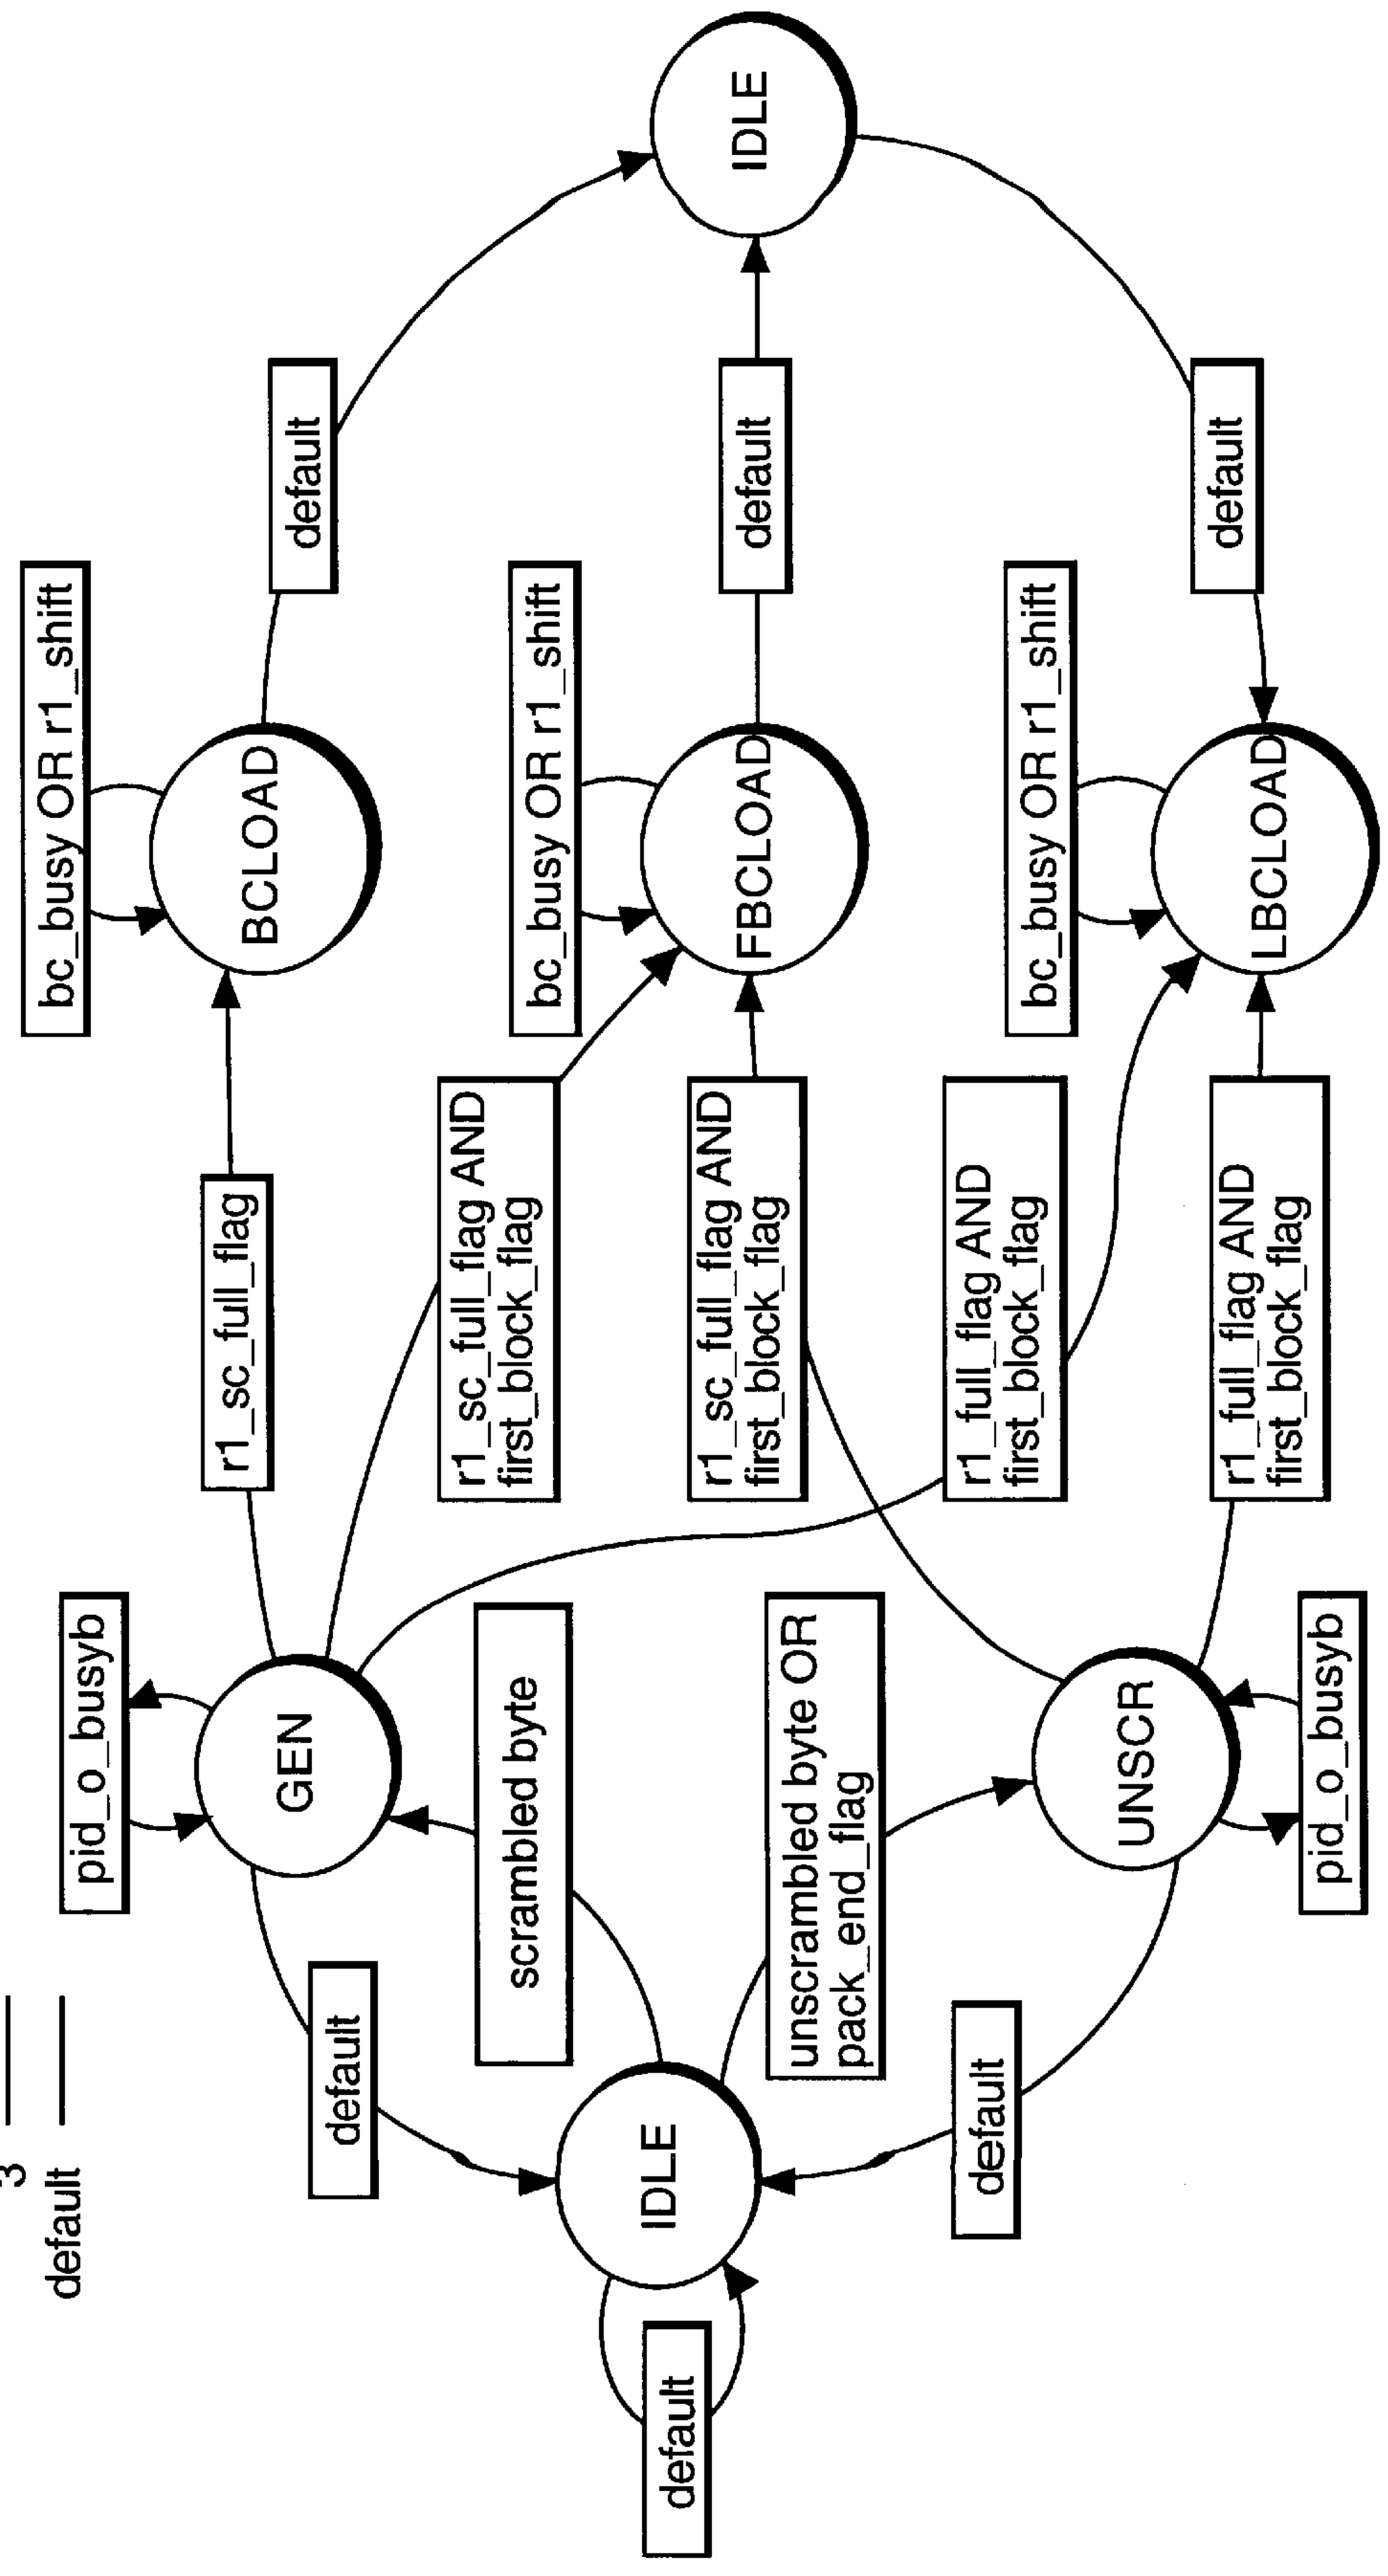 3
default
pid_o_busyb
bc_busy OR r1_shift
GEN
r1_sc_full_flag
BCLOAD
default
default
scrambled byte
r1_sc_full_flag AND
first_block_flag
bc_busy OR r1_shift
default
IDLE
r1_sc_full_flag AND
first_block_flag
FBCLOAD
default
IDLE
unscrambled byte OR
pack_end_flag
default
r1_full_flag AND
first_block_flag
bc_busy OR r1_shift
UNSCR
r1_full_flag AND
first_block_flag
LBCLOAD
default
pid_o_busyb